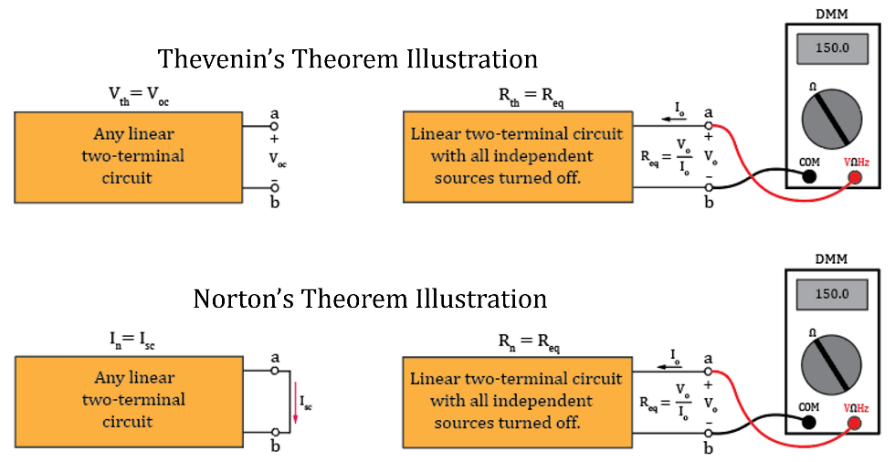 DMM
150.0
Thevenin's Theorem Illustration
Ω
Vth = Voc
a
+
Voc
-
b
Any linear
two-terminal
circuit
Rth = Req
Linear two-terminal circuit
with all independent
sources turned off.
Io
a
+
Req = Vo/Io
Vo
-
b
COM
VΩHz
DMM
150.0
Norton's Theorem Illustration
Ω
In = Isc
a
Any linear
two-terminal
circuit
Isc
b
Rn = Req
Linear two-terminal circuit
with all independent
sources turned off.
Io
a
+
Req = Vo/Io
Vo
-
b
COM
VΩHz